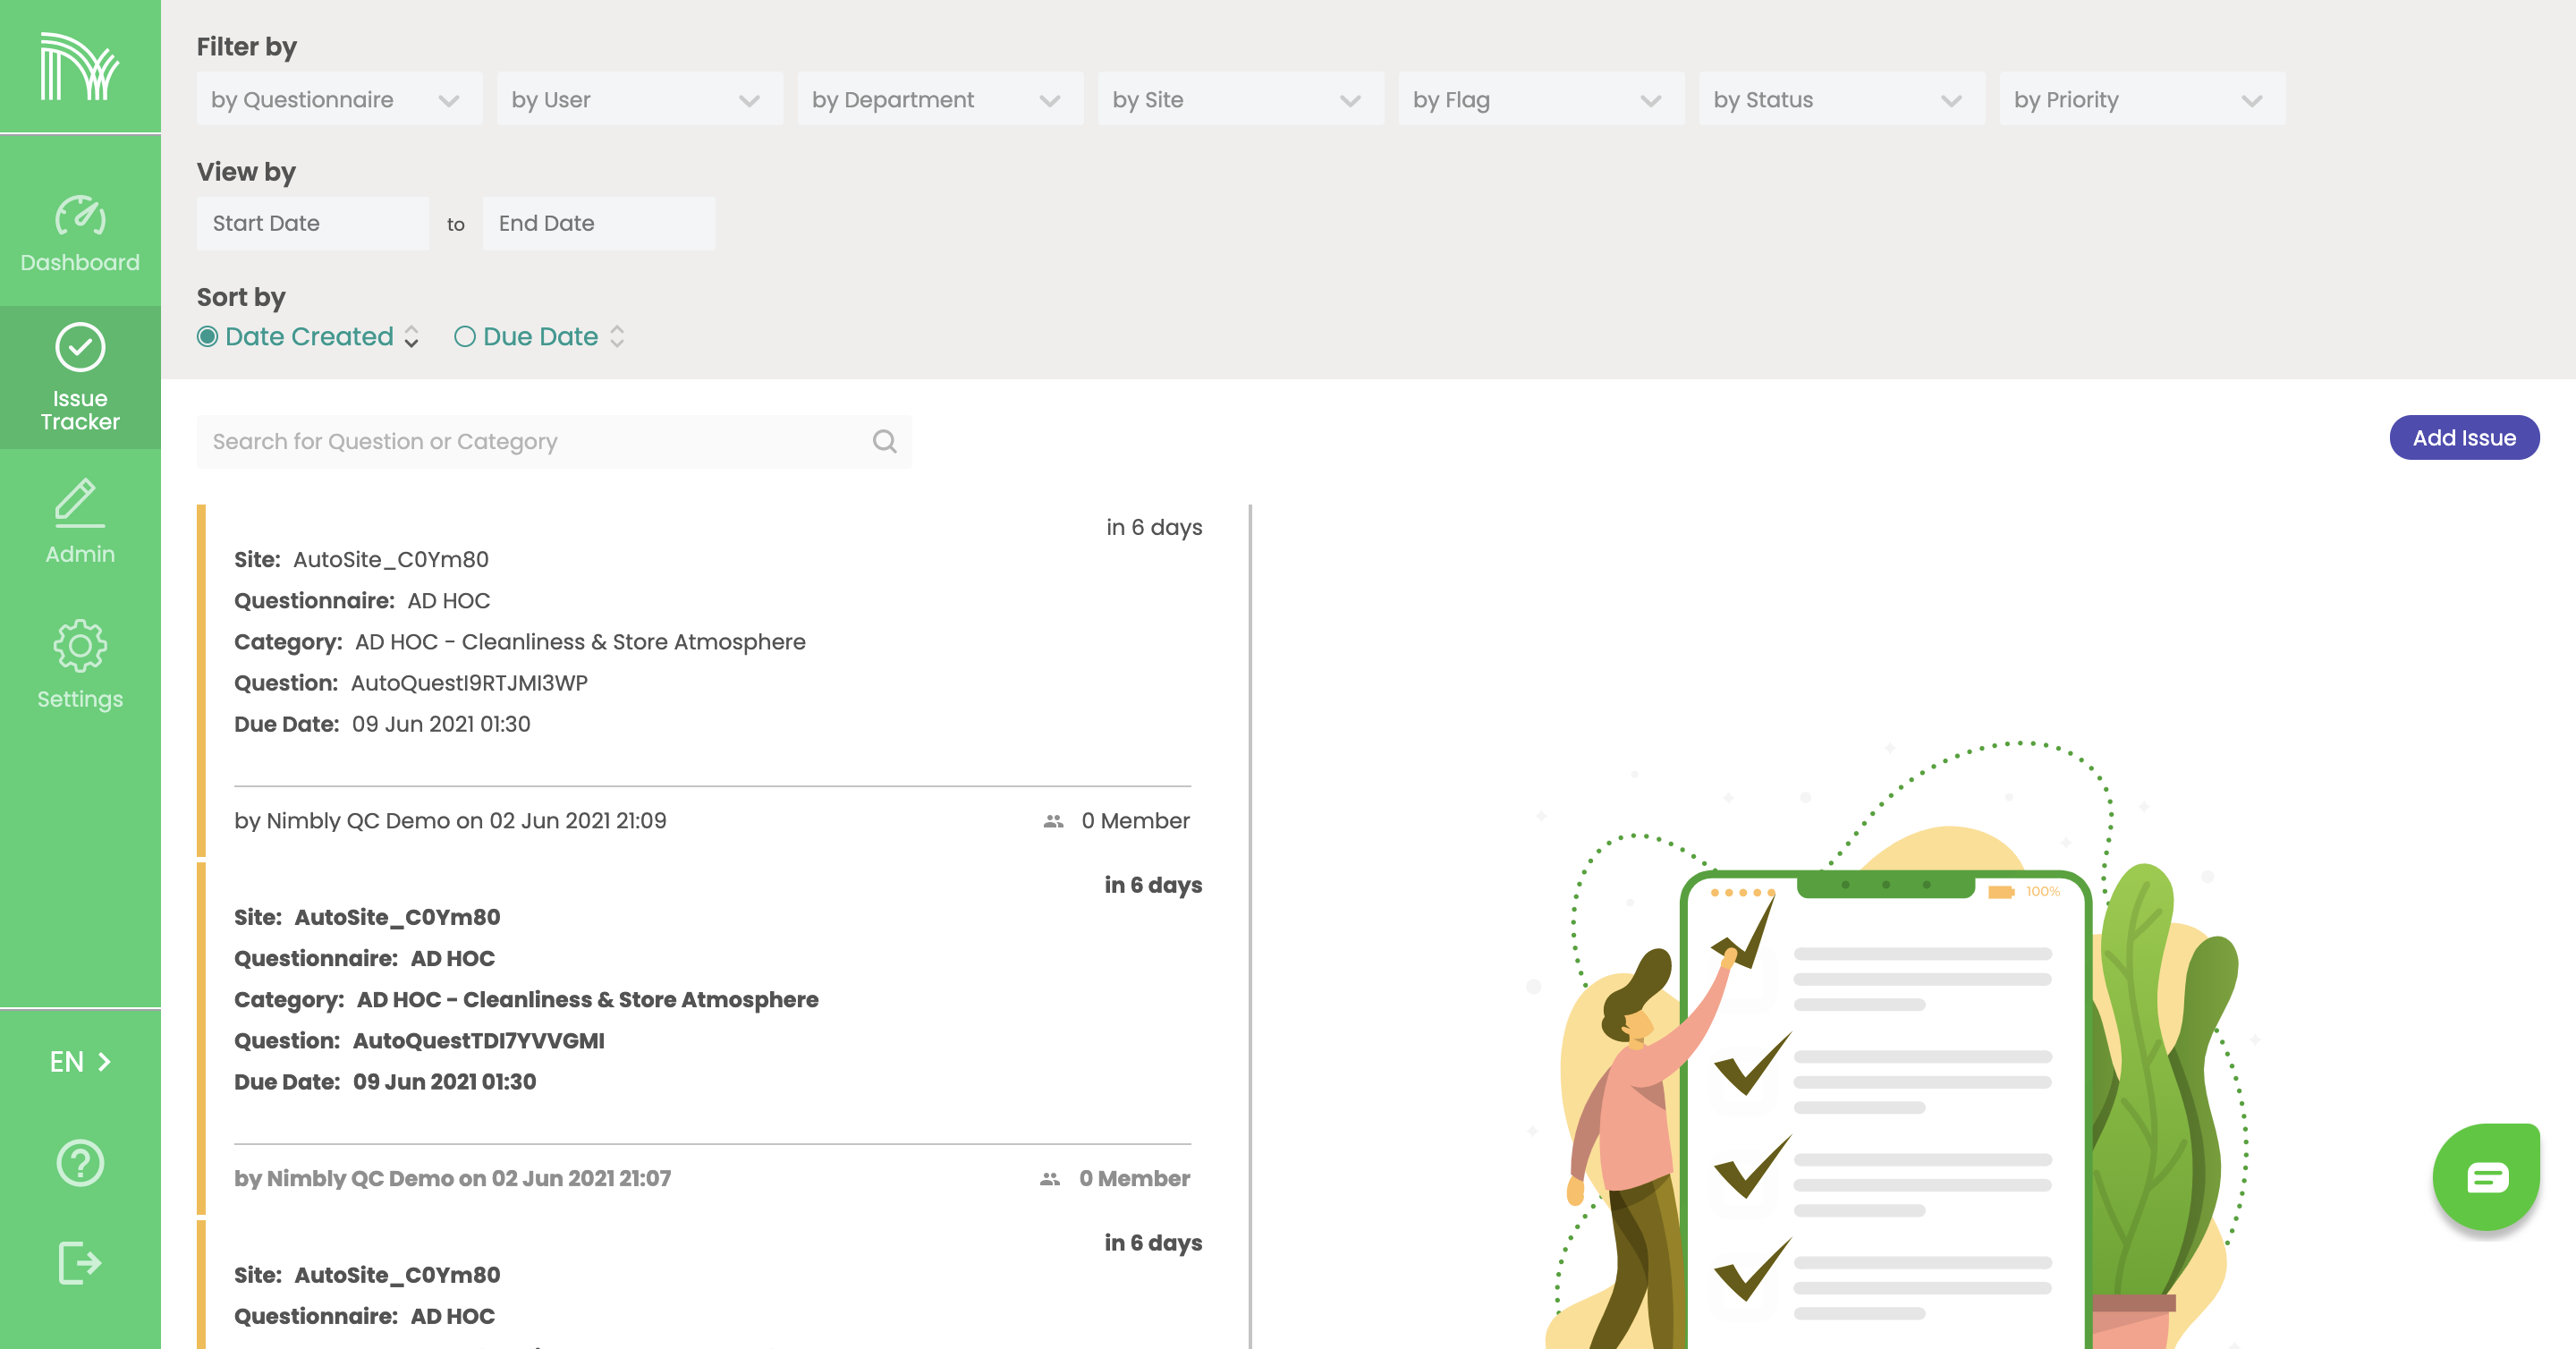 Filter by
by Questionnaire
by User
by Department
by Site
by Flag
by Status
by Priority
View by
Start Date
to
End Date
Sort by
Date Created
Due Date
Dashboard
Issue
Tracker
Admin
Settings
EN
Search for Question or Category
Add Issue
in 6 days
Site: AutoSite_C0Ym80
Questionnaire: AD HOC
Category: AD HOC - Cleanliness & Store Atmosphere
Question: AutoQuestI9RTJMI3WP
Due Date: 09 Jun 2021 01:30
by Nimbly QC Demo on 02 Jun 2021 21:09
0 Member
in 6 days
Site: AutoSite_C0Ym80
Questionnaire: AD HOC
Category: AD HOC - Cleanliness & Store Atmosphere
Question: AutoQuestTDI7YVVGMI
Due Date: 09 Jun 2021 01:30
by Nimbly QC Demo on 02 Jun 2021 21:07
0 Member
in 6 days
Site: AutoSite_C0Ym80
Questionnaire: AD HOC
100%